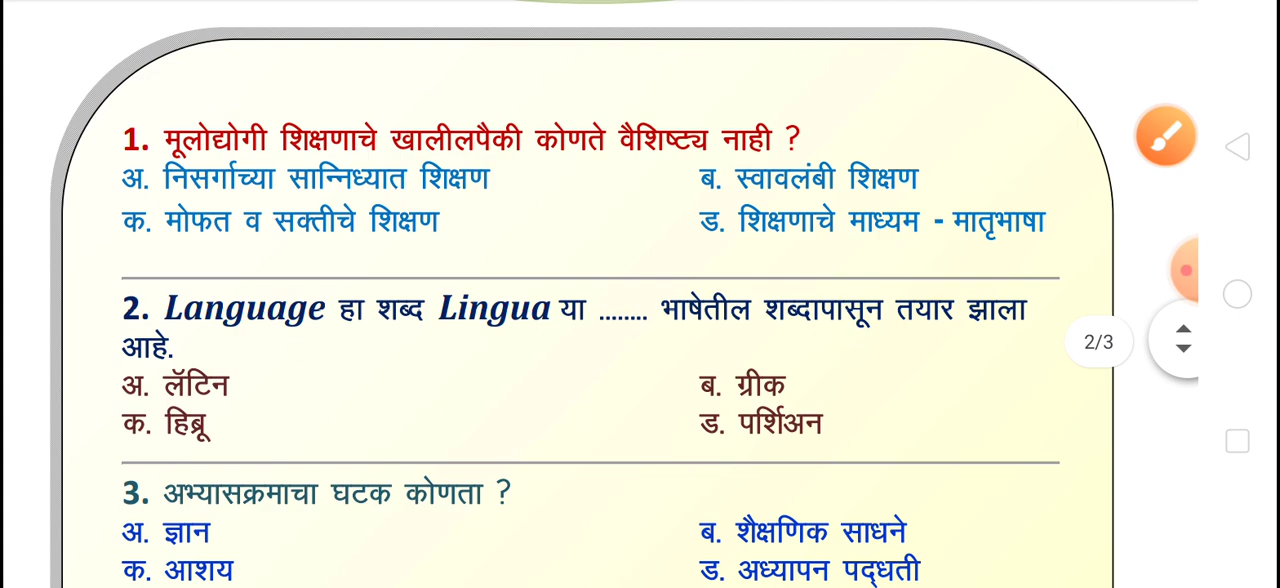 1. मूलोद्योगी शिक्षणाचे खालीलपैकी कोणते वैशिष्ट्य नाही ?
अ. निसर्गाच्या सान्निध्यात शिक्षण ब. स्वावलंबी शिक्षण
क. मोफत व सक्तीचे शिक्षण ड. शिक्षणाचे माध्यम - मातृभाषा
2. Language हा शब्द Lingua या ........ भाषेतील शब्दापासून तयार झाला
आहे.
2/3
अ. लॅटिन ब. ग्रीक
क. हिब्रू ड. पर्शिअन
3. अभ्यासक्रमाचा घटक कोणता ?
अ. ज्ञान ब. शैक्षणिक साधने
क. आशय ड. अध्यापन पद्धती